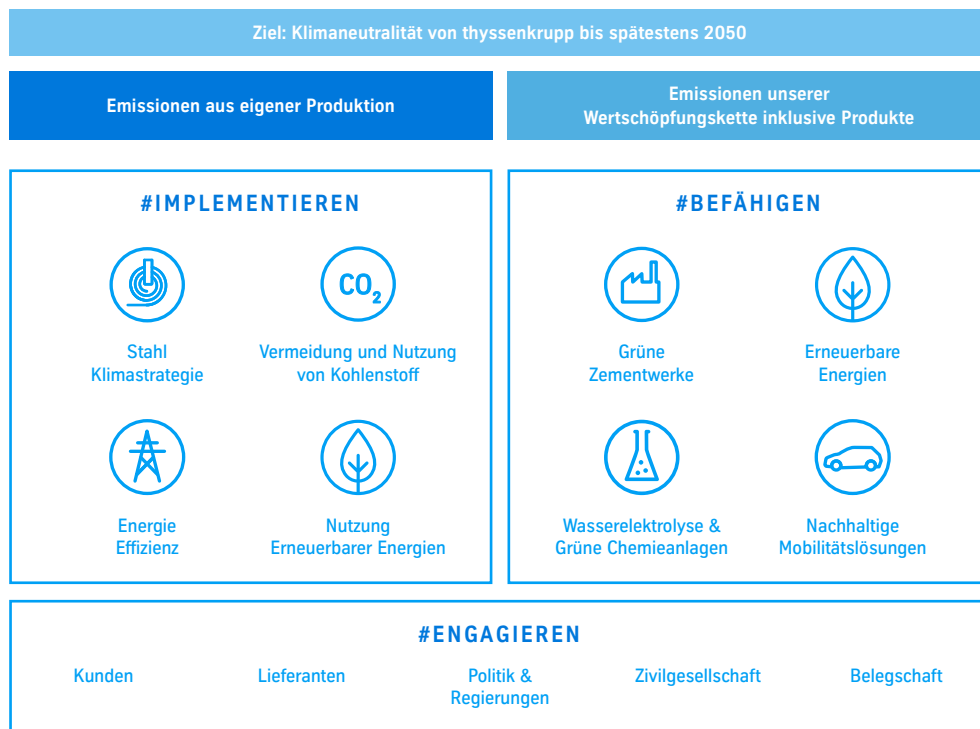 Ziel: Klimaneutralität von thyssenkrupp bis spätestens 2050
Emissionen aus eigener Produktion
Emissionen unserer
Wertschöpfungskette inklusive Produkte
#IMPLEMENTIEREN
CO2
Stahl
Klimastrategie
Vermeidung und Nutzung
von Kohlenstoff
Energie
Effizienz
Nutzung
Erneuerbarer Energien
#BEFÄHIGEN
Grüne
Zementwerke
Erneuerbare
Energien
Wasserelektrolyse &
Grüne Chemieanlagen
Nachhaltige
Mobilitätslösungen
#ENGAGIEREN
Kunden
Lieferanten
Politik &
Regierungen
Zivilgesellschaft
Belegschaft